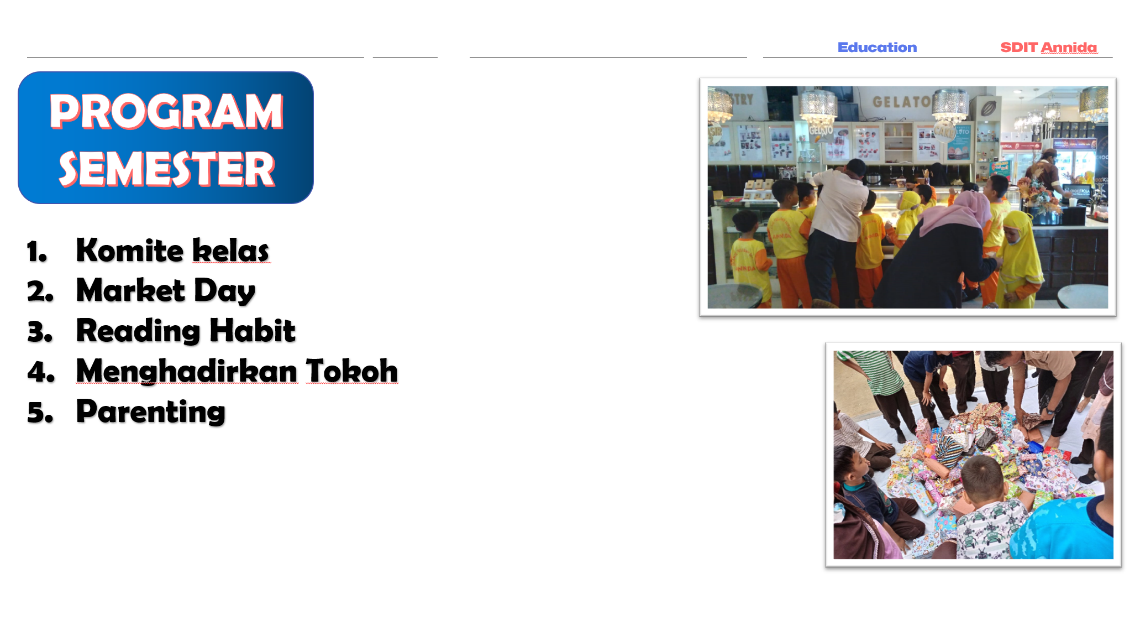 Education
SDIT Annida
PROGRAM
SEMESTER
1. Komite kelas
2. Market Day
3. Reading Habit
4. Menghadirkan Tokoh
5. Parenting
GELATO
GELATO